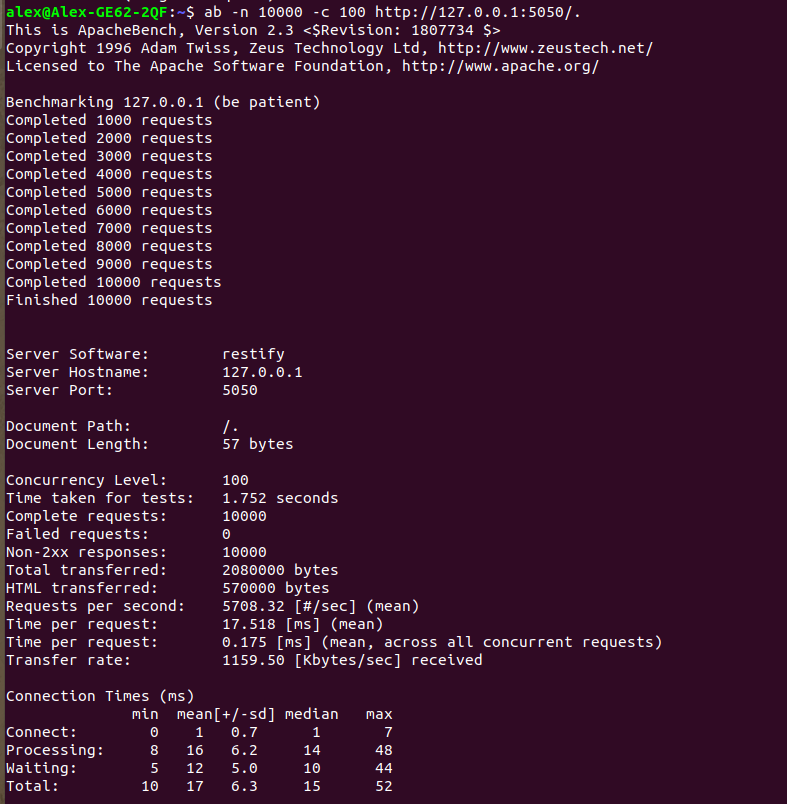 alex@Alex-GE62-2QF:~$ ab -n 10000 -c 100 http://127.0.0.1:5050/.
This is ApacheBench, Version 2.3 <$Revision: 1807734 $>
Copyright 1996 Adam Twiss, Zeus Technology Ltd, http://www.zeustech.net/
Licensed to The Apache Software Foundation, http://www.apache.org/

Benchmarking 127.0.0.1 (be patient)
Completed 1000 requests
Completed 2000 requests
Completed 3000 requests
Completed 4000 requests
Completed 5000 requests
Completed 6000 requests
Completed 7000 requests
Completed 8000 requests
Completed 9000 requests
Completed 10000 requests
Finished 10000 requests


Server Software:        restify
Server Hostname:        127.0.0.1
Server Port:            5050

Document Path:          /.
Document Length:        57 bytes

Concurrency Level:      100
Time taken for tests:   1.752 seconds
Complete requests:      10000
Failed requests:        0
Non-2xx responses:      10000
Total transferred:      2080000 bytes
HTML transferred:       570000 bytes
Requests per second:    5708.32 [#/sec] (mean)
Time per request:       17.518 [ms] (mean)
Time per request:       0.175 [ms] (mean, across all concurrent requests)
Transfer rate:          1159.50 [Kbytes/sec] received

Connection Times (ms)
              min  mean[+/-sd] median   max
Connect:        0    1   0.7      1       7
Processing:     8   16   6.2     14      48
Waiting:        5   12   5.0     10      44
Total:         10   17   6.3     15      52